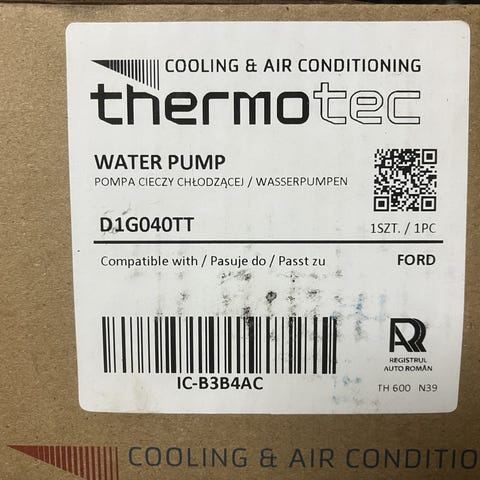 COOLING & AIR CONDITIONING
thermotec
WATER PUMP
POMPA CIECZY CHŁODZĄCEJ / WASSERPUMPEN
D1G040TT
1SZT. / 1PC
Compatible with / Pasuje do / Passt zu
FORD
IC-B3B4AC
AR
REGISTRUL
AUTO ROMÂN
TH 600 N39
COOLING & AIR CONDITIO